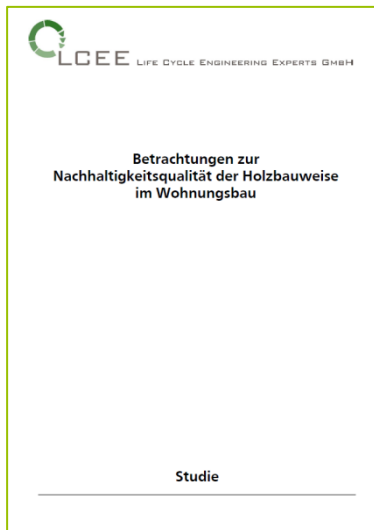 LCEE LIFE CYCLE ENGINEERING EXPERTS GMBH
Betrachtungen zur
Nachhaltigkeitsqualität der Holzbauweise
im Wohnungsbau
Studie